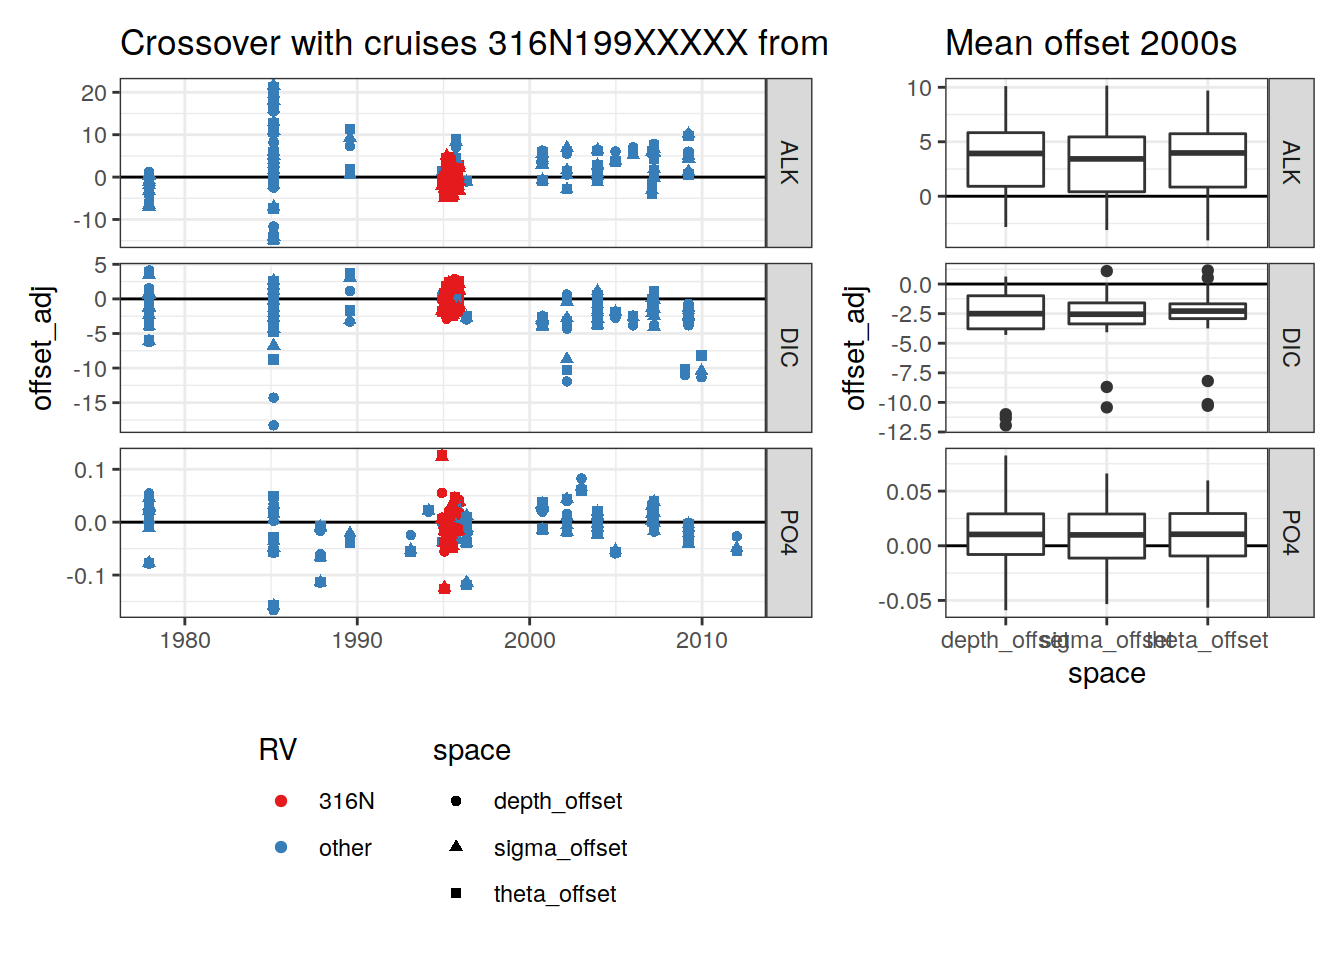 Crossover with cruises 316N199XXXXX from
20
10
0
-10
ALK
5
0
-5
-10
-15
DIC
0.1
0.0
-0.1
PO4
offset_adj
1980
1990
2000
2010
Mean offset 2000s
10
5
0
ALK
0.0
-2.5
-5.0
-7.5
-10.0
-12.5
DIC
0.05
0.00
-0.05
PO4
offset_adj
depth_offset
sigma_offset
theta_offset
space
RV
316N
other
space
depth_offset
sigma_offset
theta_offset